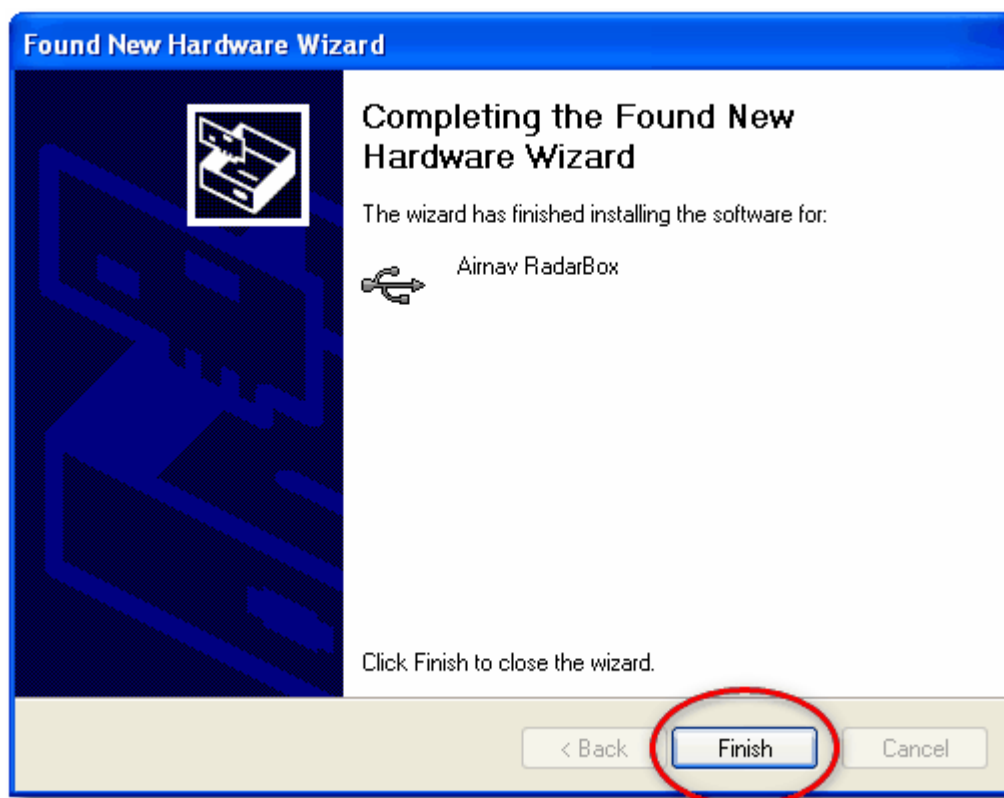 Found New Hardware Wizard
Completing the Found New
Hardware Wizard
The wizard has finished installing the software for:
Airnav RadarBox
Click Finish to close the wizard.
< Back Finish Cancel